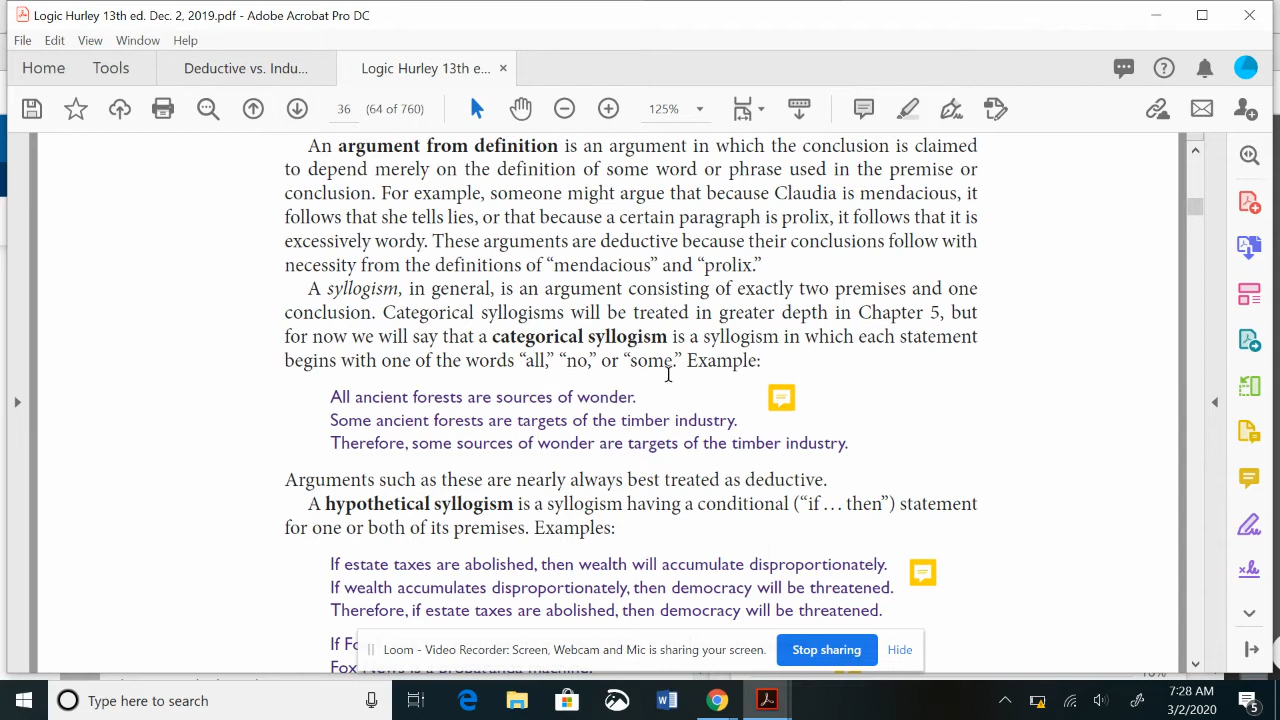 Logic Hurley 13th ed. Dec. 2, 2019.pdf - Adobe Acrobat Pro DC
File Edit View Window Help
Home Tools Deductive vs. Indu... Logic Hurley 13th e... ×
36 (64 of 760) 125%
An argument from definition is an argument in which the conclusion is claimed
to depend merely on the definition of some word or phrase used in the premise or
conclusion. For example, someone might argue that because Claudia is mendacious, it
follows that she tells lies, or that because a certain paragraph is prolix, it follows that it is
excessively wordy. These arguments are deductive because their conclusions follow with
necessity from the definitions of “mendacious” and “prolix.”
A syllogism, in general, is an argument consisting of exactly two premises and one
conclusion. Categorical syllogisms will be treated in greater depth in Chapter 5, but
for now we will say that a categorical syllogism is a syllogism in which each statement
begins with one of the words “all,” “no,” or “some.” Example:
All ancient forests are sources of wonder.
Some ancient forests are targets of the timber industry.
Therefore, some sources of wonder are targets of the timber industry.
Arguments such as these are nearly always best treated as deductive.
A hypothetical syllogism is a syllogism having a conditional (“if … then”) statement
for one or both of its premises. Examples:
If estate taxes are abolished, then wealth will accumulate disproportionately.
If wealth accumulates disproportionately, then democracy will be threatened.
Therefore, if estate taxes are abolished, then democracy will be threatened.
If Fo
Loom - Video Recorder: Screen, Webcam and Mic is sharing your screen. Stop sharing Hide
Type here to search
7:28 AM
3/2/2020
5